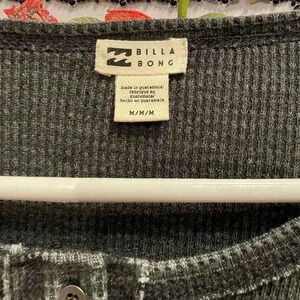 BILLA
BONG
made in guatemala/
fabriqué au
guatemala/
hecho en guatemala
M/M/M